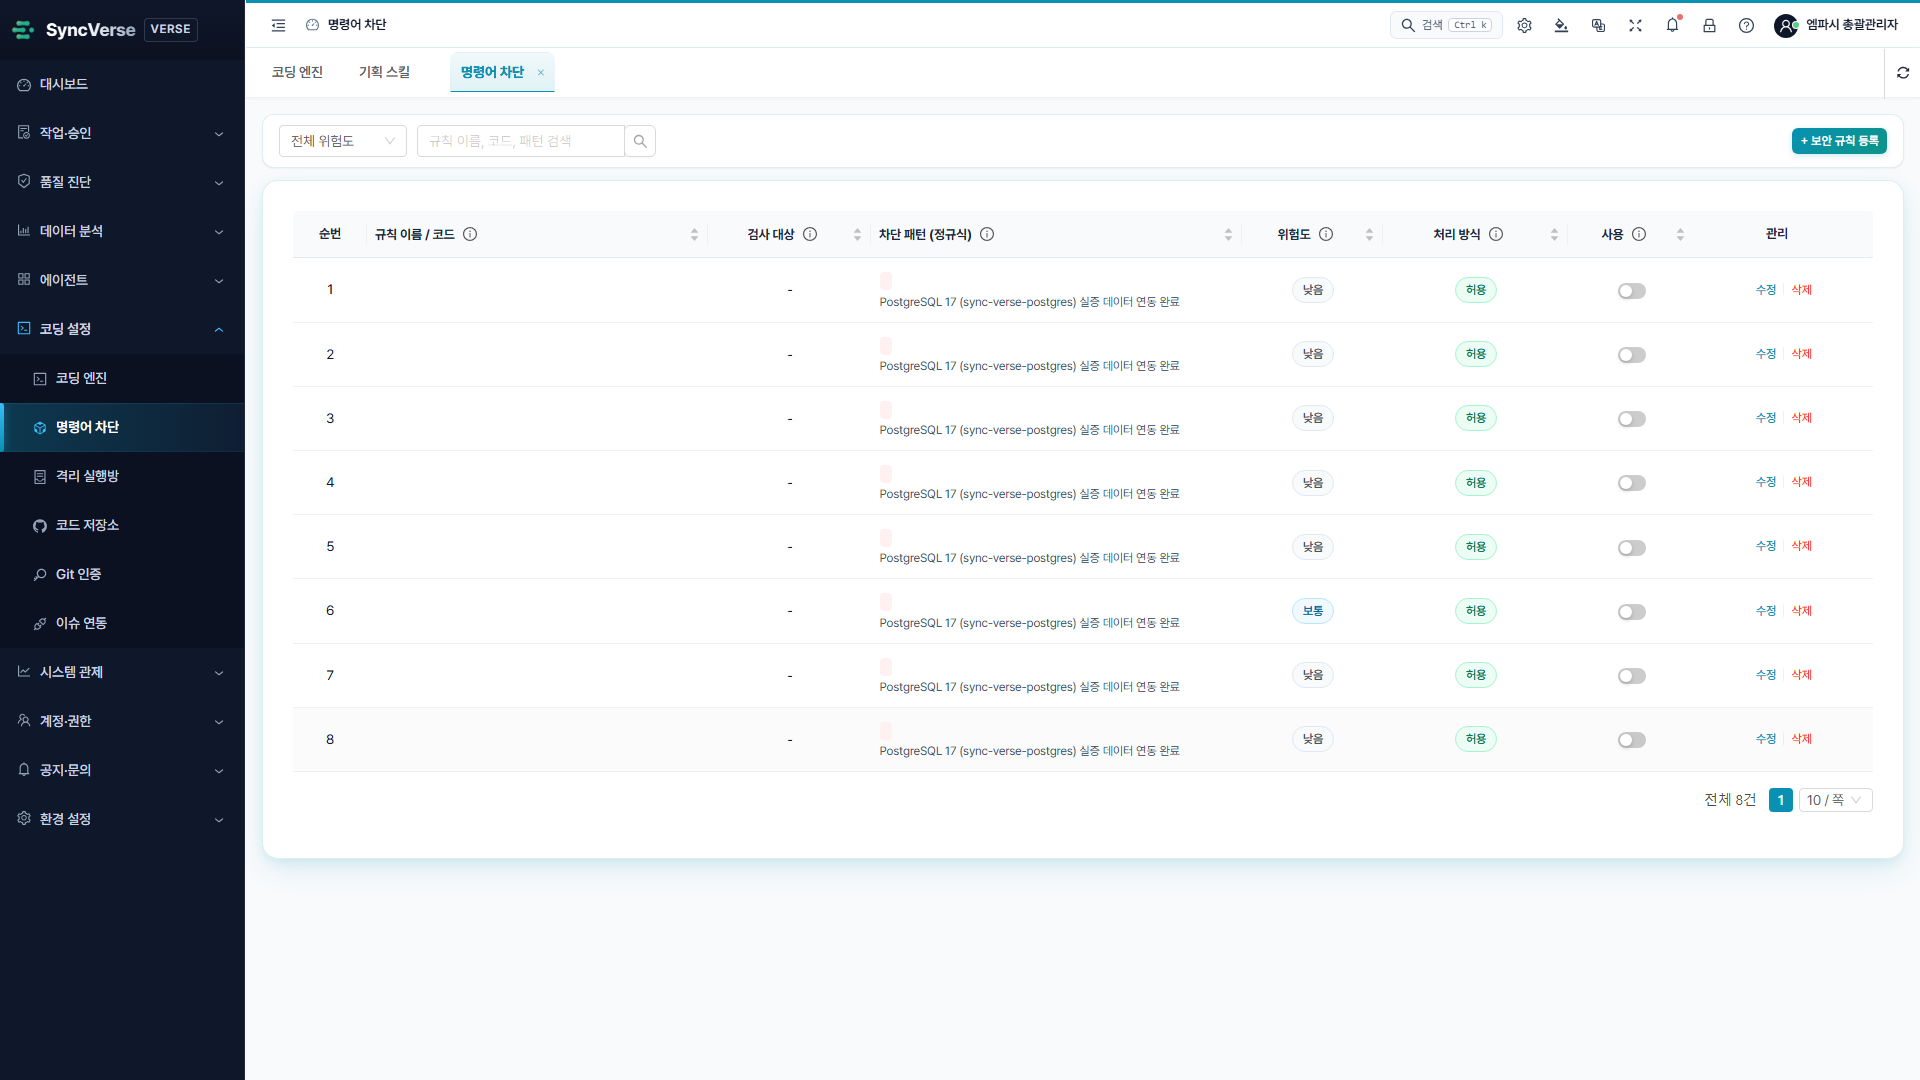 SyncVerse VERSE
명령어 차단
검색 Ctrl k
엠파시 총괄관리자
대시보드
작업·승인
품질 진단
데이터 분석
에이전트
코딩 설정
코딩 엔진
명령어 차단
격리 실행방
코드 저장소
Git 인증
이슈 연동
시스템 관제
계정·권한
공지·문의
환경 설정
코딩 엔진 기획 스킬 명령어 차단 ×
전체 위험도 규칙 이름, 코드, 패턴 검색 + 보안 규칙 등록
순번 규칙 이름 / 코드 검사 대상 차단 패턴 (정규식) 위험도 처리 방식 사용 관리
1 - PostgreSQL 17 (sync-verse-postgres) 실증 데이터 연동 완료 낮음 허용 수정 삭제
2 - PostgreSQL 17 (sync-verse-postgres) 실증 데이터 연동 완료 낮음 허용 수정 삭제
3 - PostgreSQL 17 (sync-verse-postgres) 실증 데이터 연동 완료 낮음 허용 수정 삭제
4 - PostgreSQL 17 (sync-verse-postgres) 실증 데이터 연동 완료 낮음 허용 수정 삭제
5 - PostgreSQL 17 (sync-verse-postgres) 실증 데이터 연동 완료 낮음 허용 수정 삭제
6 - PostgreSQL 17 (sync-verse-postgres) 실증 데이터 연동 완료 보통 허용 수정 삭제
7 - PostgreSQL 17 (sync-verse-postgres) 실증 데이터 연동 완료 낮음 허용 수정 삭제
8 - PostgreSQL 17 (sync-verse-postgres) 실증 데이터 연동 완료 낮음 허용 수정 삭제
전체 8건 1 10 / 쪽